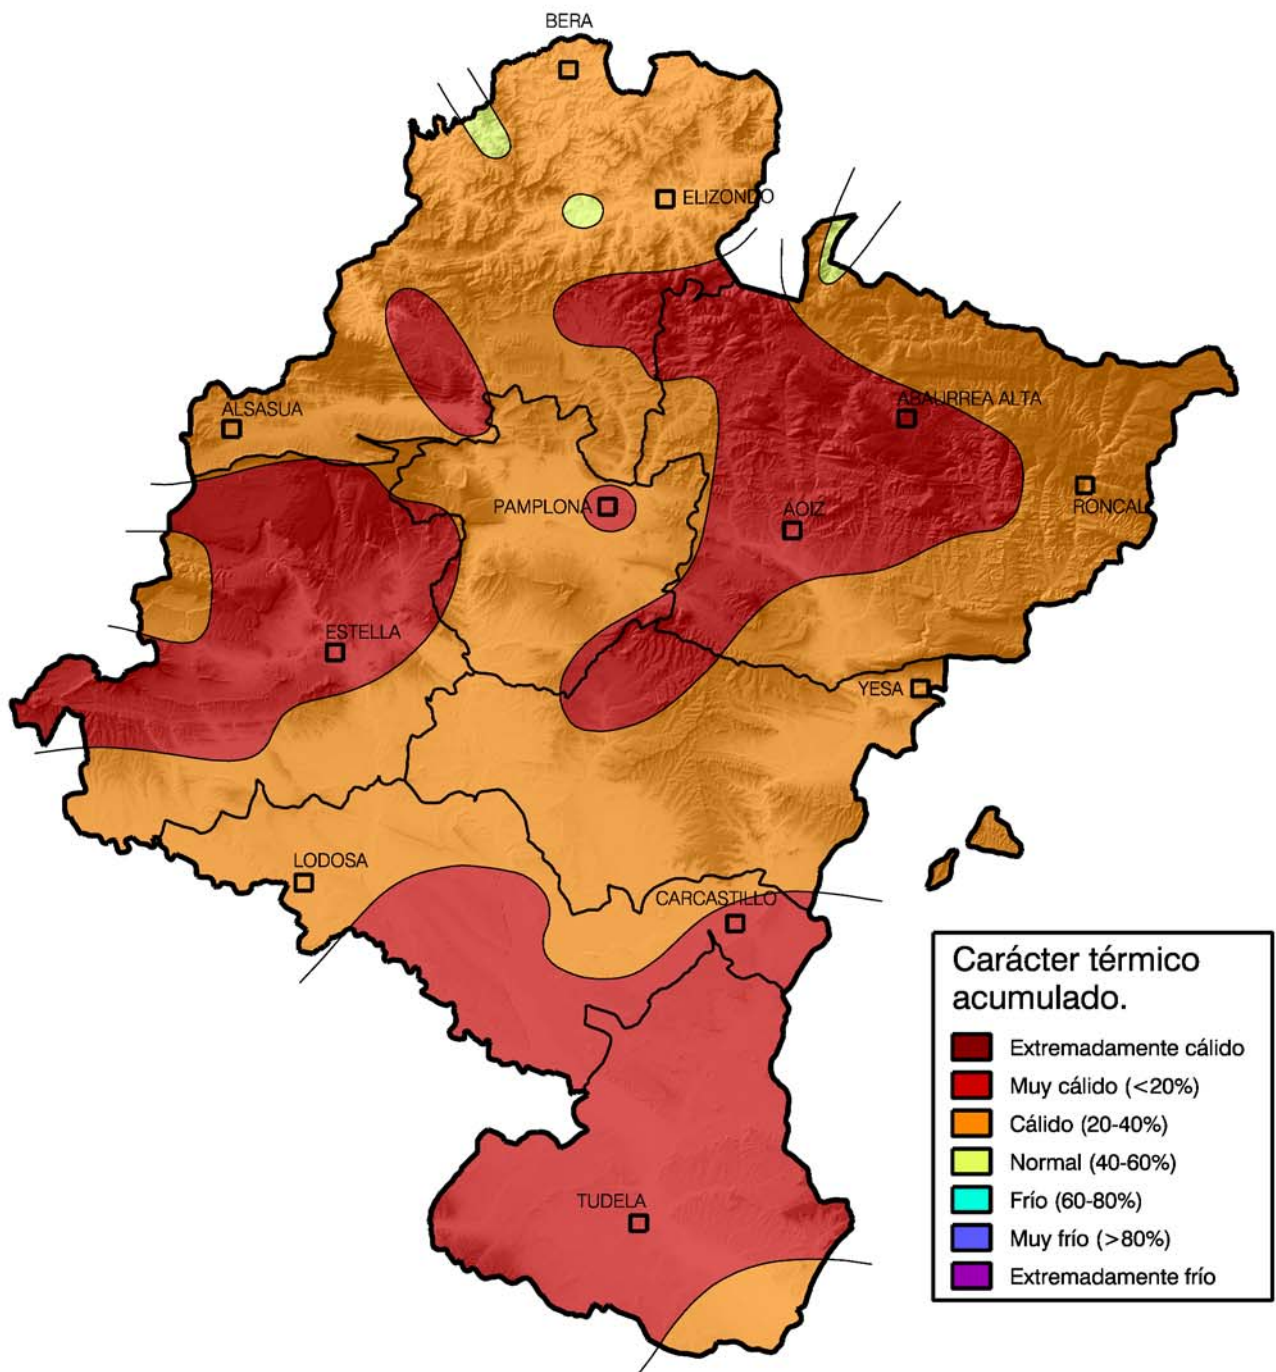 BERA
ELIZONDO
ABAURREA ALTA
ALSASUA
PAMPLONA
AOIZ
RONCAL
ESTELLA
YESA
LODOSA
CARCASTILLO
TUDELA
Carácter térmico
acumulado.
Extremadamente cálido
Muy cálido (<20%)
Cálido (20-40%)
Normal (40-60%)
Frío (60-80%)
Muy frío (>80%)
Extremadamente frío